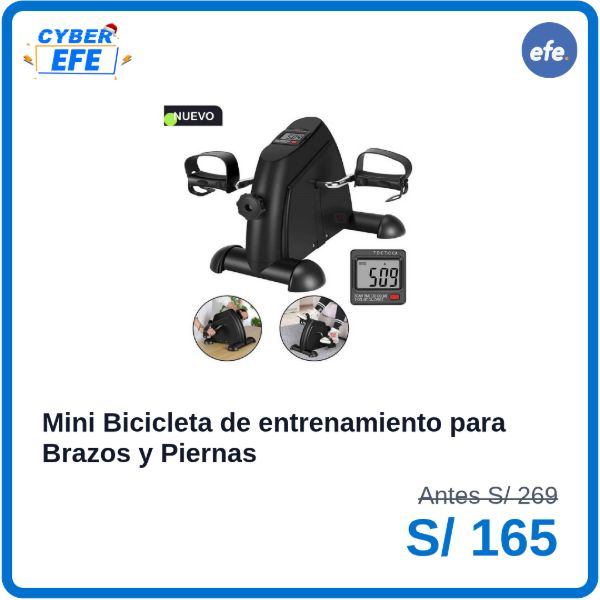 CYBER
EFE
efe.
NUEVO
509
Mini Bicicleta de entrenamiento para
Brazos y Piernas
Antes S/ 269
S/ 165